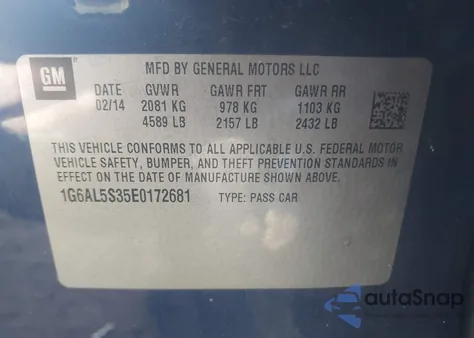 GM
MFD BY GENERAL MOTORS LLC
DATE GVWR GAWR FRT GAWR RR
02/14 2081 KG 978 KG 1103 KG
4589 LB 2157 LB 2432 LB
THIS VEHICLE CONFORMS TO ALL APPLICABLE U.S. FEDERAL MOTOR
VEHICLE SAFETY, BUMPER, AND THEFT PREVENTION STANDARDS IN
EFFECT ON THE DATE OF MANUFACTURE SHOWN ABOVE.
1G6AL5S35E0172681 TYPE: PASS CAR
autoSnap